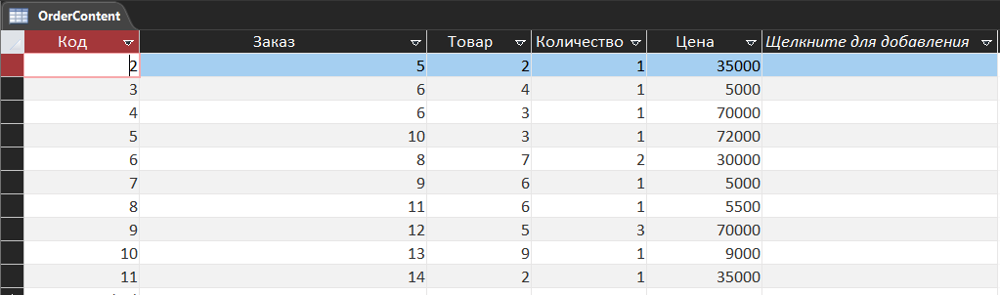 OrderContent
Код Заказ Товар Количество Цена Щелкните для добавления
2 5 2 1 35000
3 6 4 1 5000
4 6 3 1 70000
5 10 3 1 72000
6 8 7 2 30000
7 9 6 1 5000
8 11 6 1 5500
9 12 5 3 70000
10 13 9 1 9000
11 14 2 1 35000